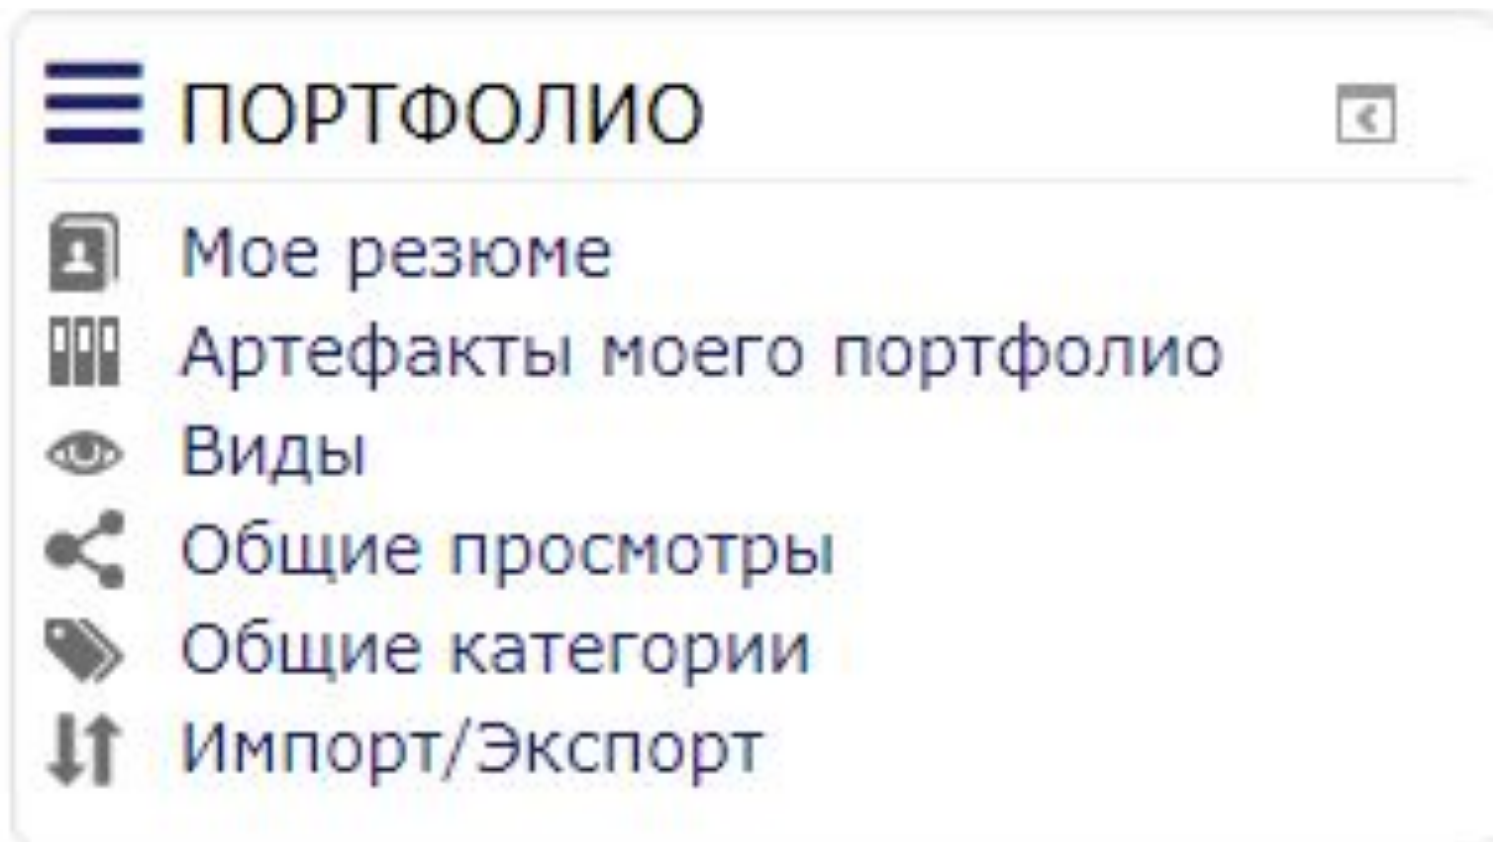 ПОРТФОЛИО
Мое резюме
Артефакты моего портфолио
Виды
Общие просмотры
Общие категории
Импорт/Экспорт